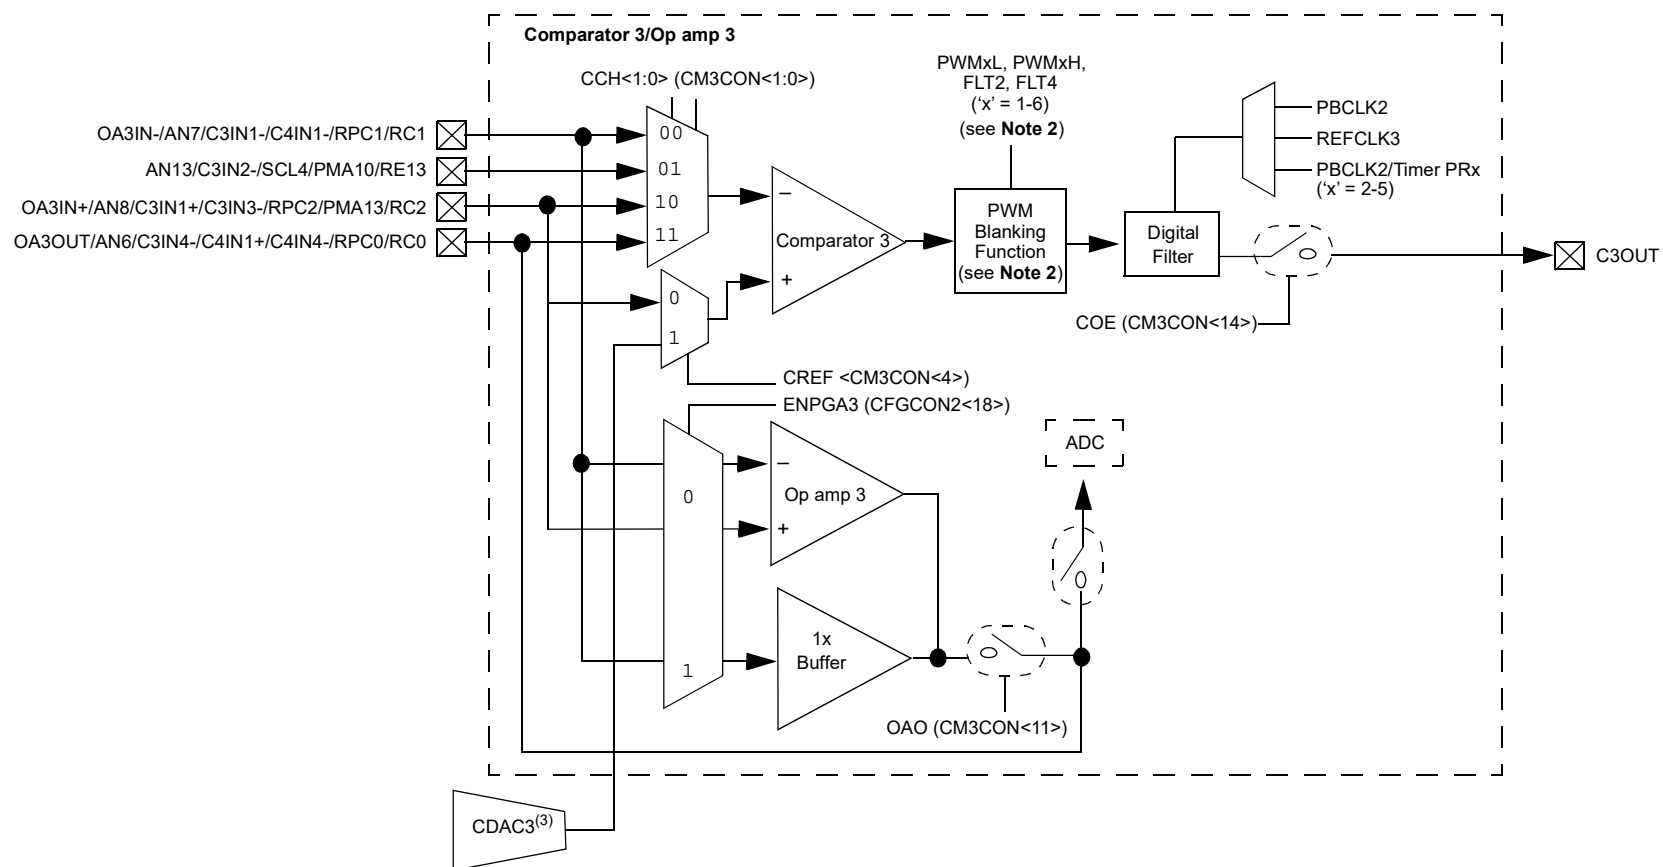 Comparator 3/Op amp 3
CCH<1:0> (CM3CON<1:0>)
PWMxL, PWMxH,
FLT2, FLT4
(‘x’ = 1-6)
(see Note 2)
PBCLK2
REFCLK3
PBCLK2/Timer PRx
(‘x’ = 2-5)
OA3IN-/AN7/C3IN1-/C4IN1-/RPC1/RC1
AN13/C3IN2-/SCL4/PMA10/RE13
OA3IN+/AN8/C3IN1+/C3IN3-/RPC2/PMA13/RC2
OA3OUT/AN6/C3IN4-/C4IN1+/C4IN4-/RPC0/RC0
00
01
10
11
–
Comparator 3
+
PWM
Blanking
Function
(see Note 2)
Digital
Filter
C3OUT
COE (CM3CON<14>)
0
1
CREF <CM3CON<4>)
ENPGA3 (CFGCON2<18>)
0
1
–
Op amp 3
+
ADC
1x
Buffer
OAO (CM3CON<11>)
CDAC3(3)